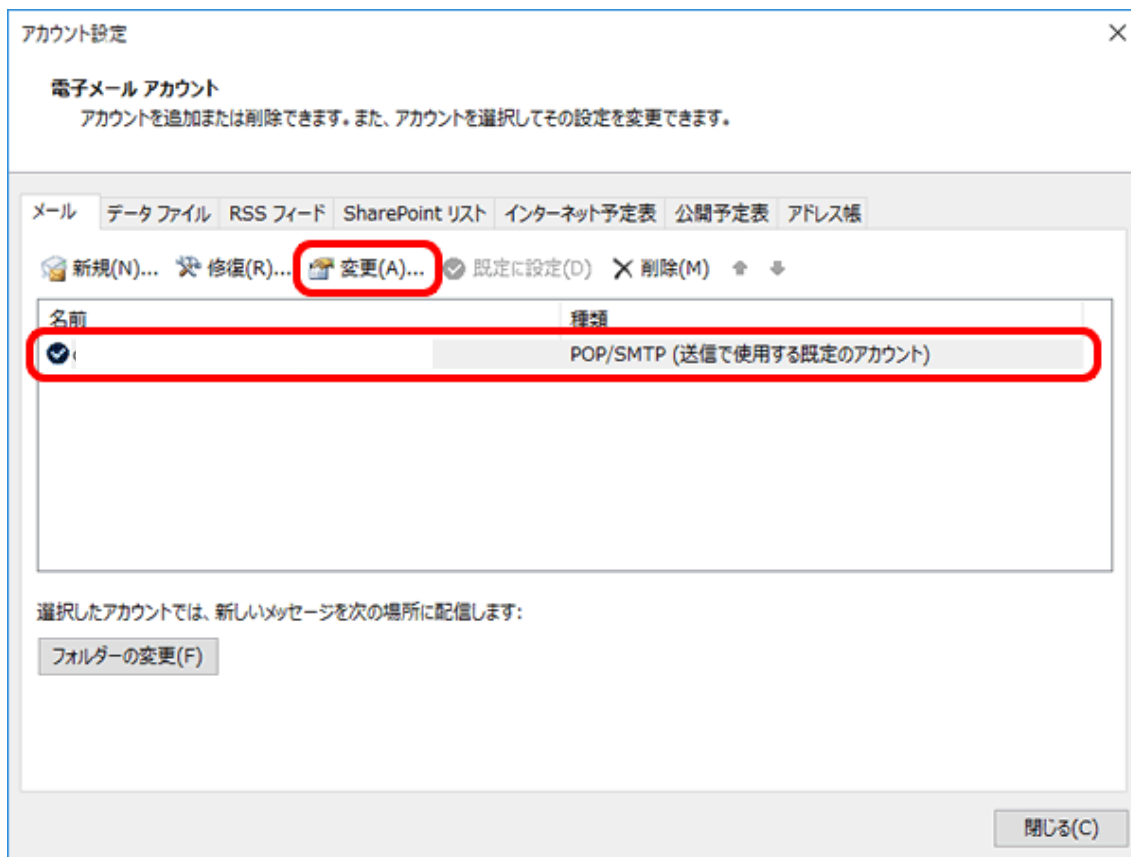 アカウント設定
電子メール アカウント
アカウントを追加または削除できます。また、アカウントを選択してその設定を変更できます。
メール データ ファイル RSS フィード SharePoint リスト インターネット予定表 公開予定表 アドレス帳
新規(N)... 修復(R)... 変更(A)... 既定に設定(D) 削除(M)
名前 種類
POP/SMTP (送信で使用する既定のアカウント)
選択したアカウントでは、新しいメッセージを次の場所に配信します:
フォルダーの変更(F)
閉じる(C)